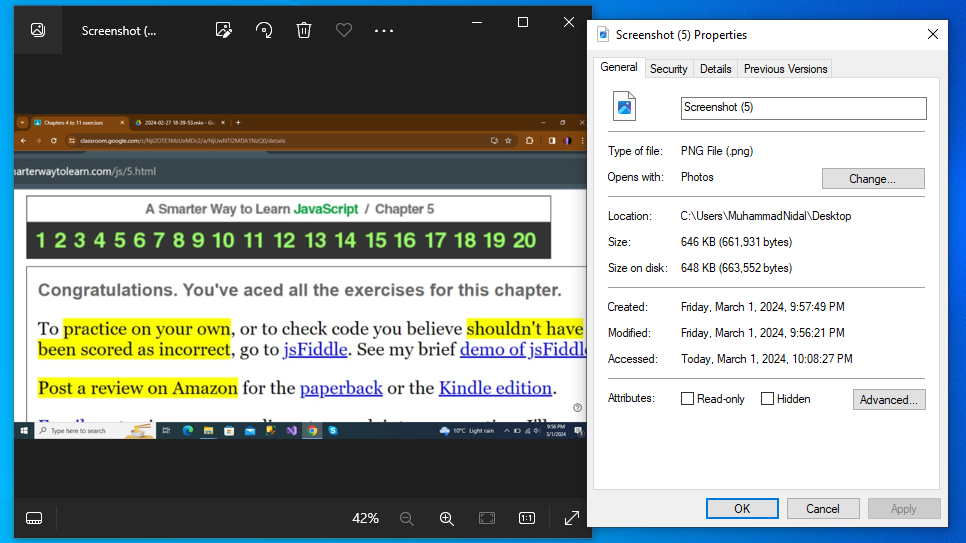 Screenshot (...
Chapters 4 to 11 exercises
2024-02-27 18-39-53.mkv - Go
classroom.google.com/c/NjI2OTE3MzUxMDc2/a/NjUwNTI2MDA1NzQ0/details
narterwaytolearn.com/js/5.html
A Smarter Way to Learn JavaScript / Chapter 5
1 2 3 4 5 6 7 8 9 10 11 12 13 14 15 16 17 18 19 20
Congratulations. You've aced all the exercises for this chapter.
To practice on your own, or to check code you believe shouldn't have
been scored as incorrect, go to jsFiddle. See my brief demo of jsFiddle
Post a review on Amazon for the paperback or the Kindle edition.
Type here to search
10°C Light rain
9:56 PM
3/1/2024
42%
1:1
Screenshot (5) Properties
General Security Details Previous Versions
Screenshot (5)
Type of file: PNG File (.png)
Opens with: Photos
Change...
Location: C:\Users\MuhammadNidal\Desktop
Size: 646 KB (661,931 bytes)
Size on disk: 648 KB (663,552 bytes)
Created: Friday, March 1, 2024, 9:57:49 PM
Modified: Friday, March 1, 2024, 9:56:21 PM
Accessed: Today, March 1, 2024, 10:08:27 PM
Attributes: Read-only Hidden Advanced...
OK Cancel Apply